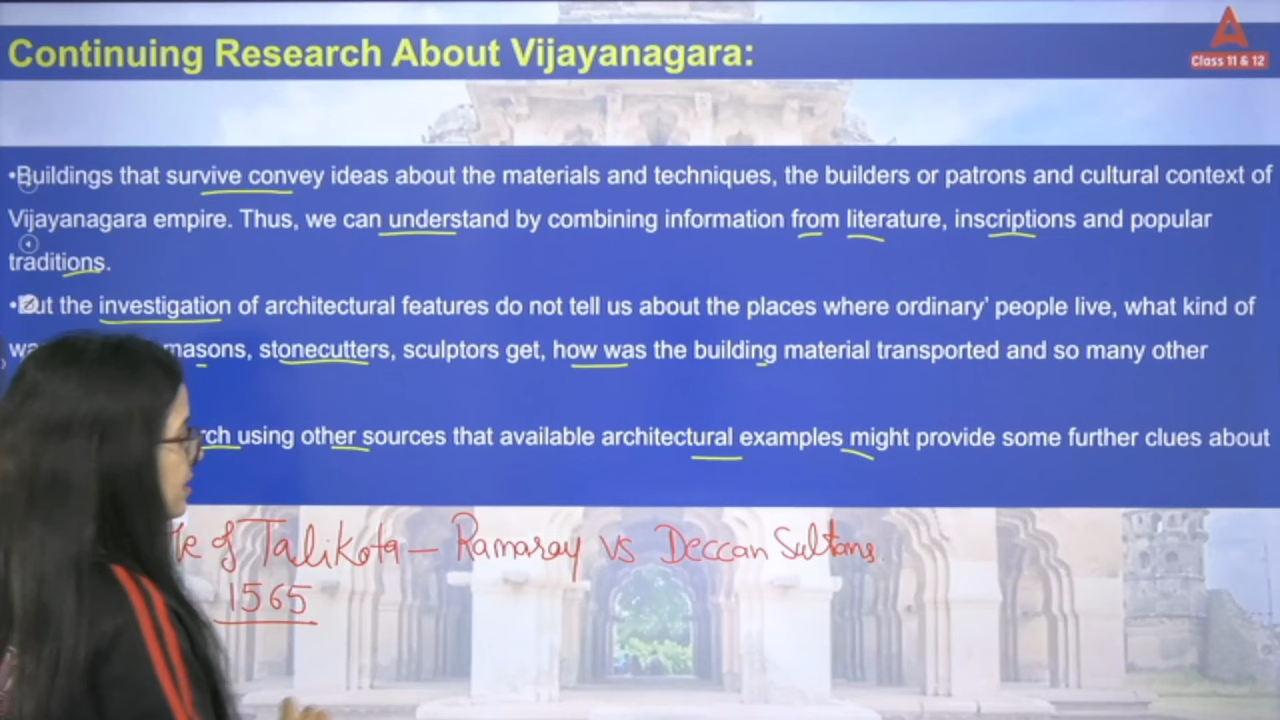 Continuing Research About Vijayanagara:
Class 11 & 12
•Buildings that survive convey ideas about the materials and techniques, the builders or patrons and cultural context of
Vijayanagara empire. Thus, we can understand by combining information from literature, inscriptions and popular
traditions.
•But the investigation of architectural features do not tell us about the places where ordinary' people live, what kind of
masons, stonecutters, sculptors get, how was the building material transported and so many other
using other sources that available architectural examples might provide some further clues about
of Talikota — Ramaray vs Deccan Sultans.
1565